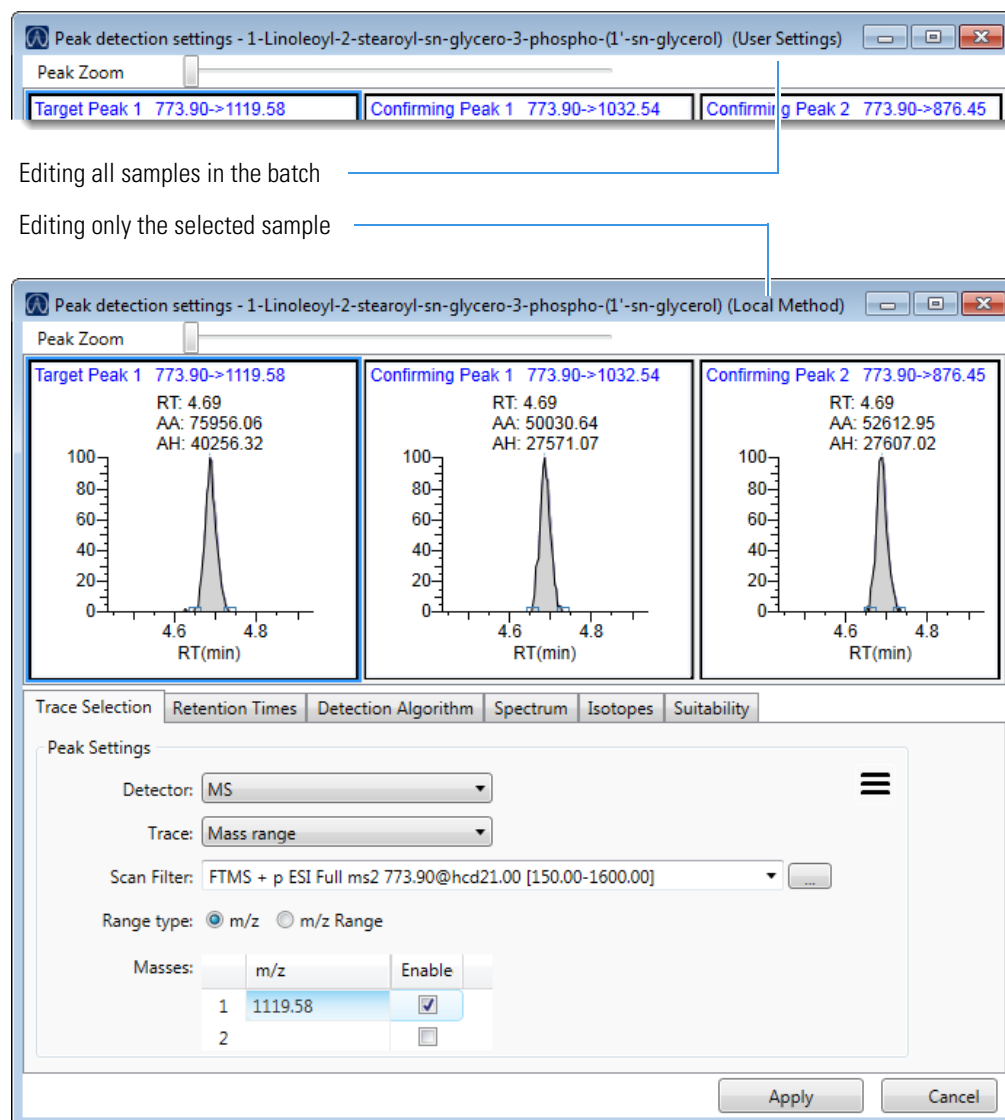 Peak detection settings - 1-Linoleoyl-2-stearoyl-sn-glycero-3-phospho-(1'-sn-glycerol) (User Settings)
Peak Zoom
Target Peak 1 773.90->1119.58 Confirming Peak 1 773.90->1032.54 Confirming Peak 2 773.90->876.45
Editing all samples in the batch
Editing only the selected sample
Peak detection settings - 1-Linoleoyl-2-stearoyl-sn-glycero-3-phospho-(1'-sn-glycerol) (Local Method)
Peak Zoom
Target Peak 1 773.90->1119.58 Confirming Peak 1 773.90->1032.54 Confirming Peak 2 773.90->876.45
RT: 4.69 RT: 4.69 RT: 4.69
AA: 75956.06 AA: 50030.64 AA: 52612.95
AH: 40256.32 AH: 27571.07 AH: 27607.02
100 100 100
80 80 80
60 60 60
40 40 40
20 20 20
0 0 0
4.6 4.8 4.6 4.8 4.6 4.8
RT(min) RT(min) RT(min)
Trace Selection Retention Times Detection Algorithm Spectrum Isotopes Suitability
Peak Settings
Detector: MS
Trace: Mass range
Scan Filter: FTMS + p ESI Full ms2 773.90@hcd21.00 [150.00-1600.00] ...
Range type: m/z m/z Range
Masses: m/z Enable
1 1119.58
2
Apply Cancel